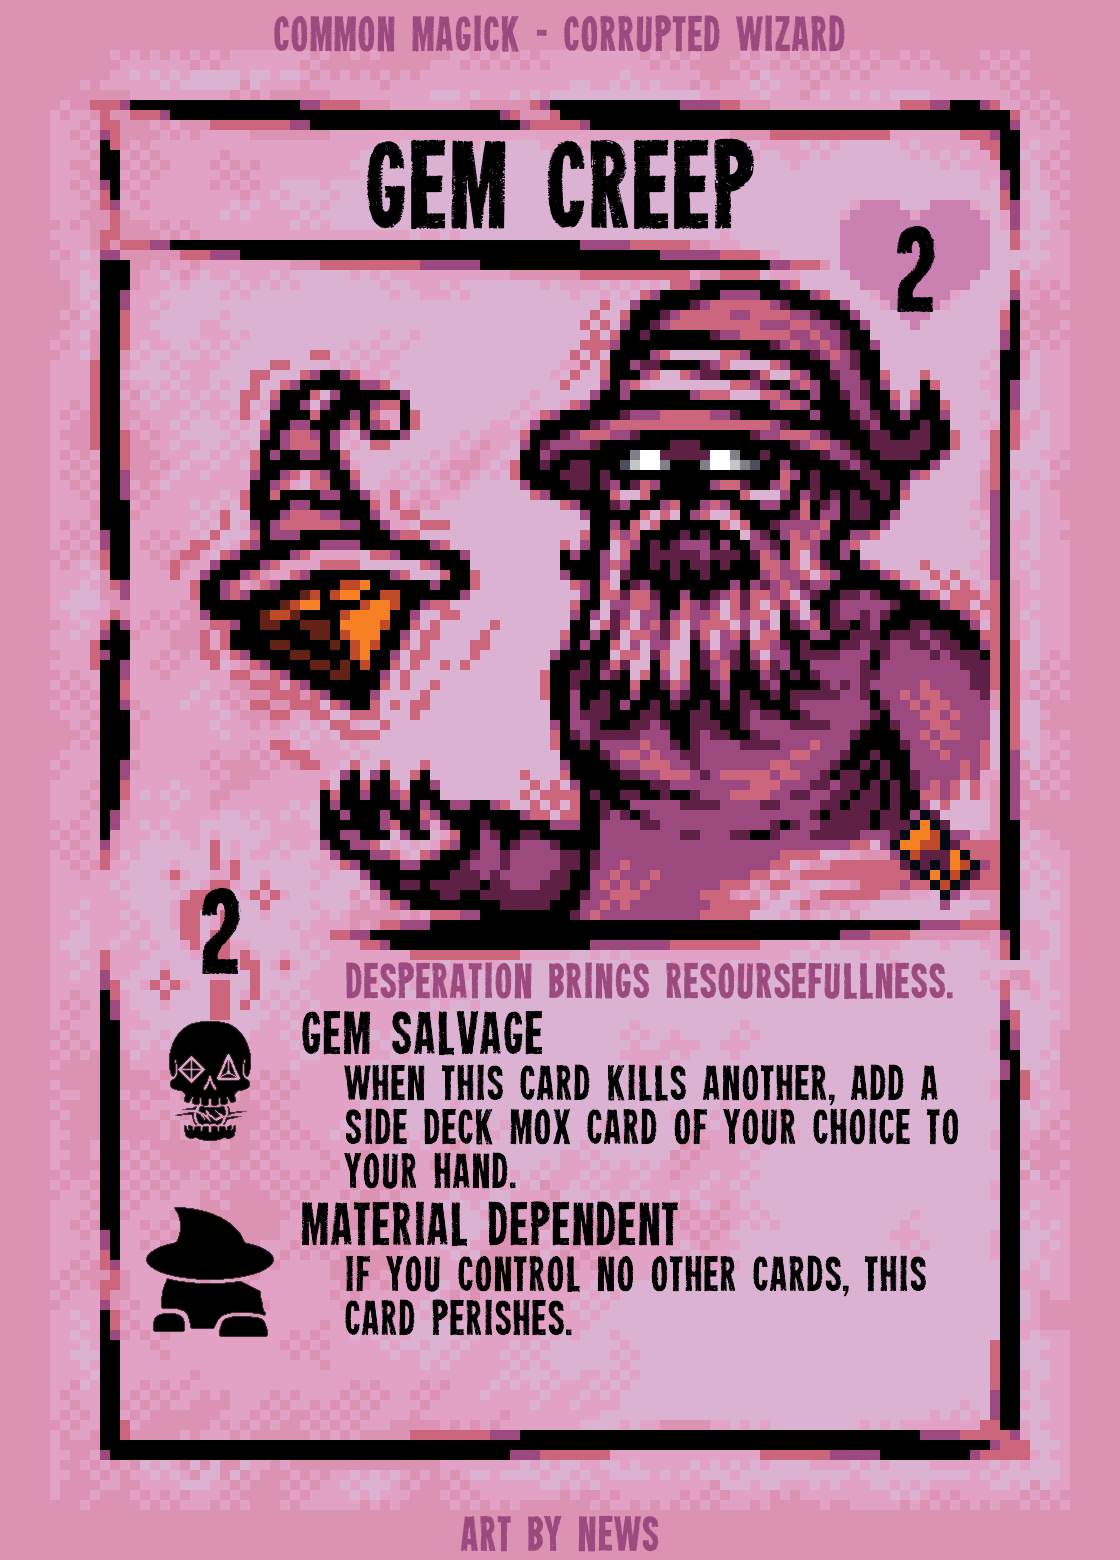 COMMON MAGICK - CORRUPTED WIZARD
GEM CREEP
2
2
DESPERATION BRINGS RESOURSEFULLNESS.
GEM SALVAGE
WHEN THIS CARD KILLS ANOTHER, ADD A
SIDE DECK MOX CARD OF YOUR CHOICE TO
YOUR HAND.
MATERIAL DEPENDENT
IF YOU CONTROL NO OTHER CARDS, THIS
CARD PERISHES.
ART BY NEWS